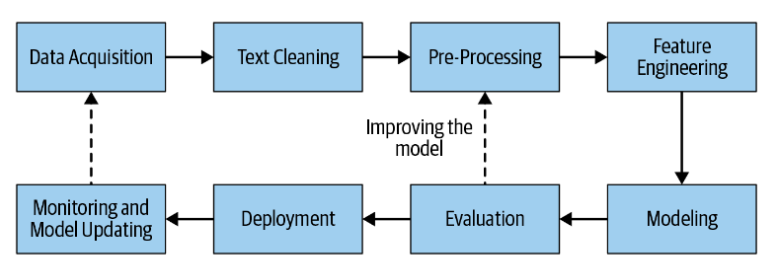 Data Acquisition
Text Cleaning
Pre-Processing
Feature
Engineering
Improving the
model
Monitoring and
Model Updating
Deployment
Evaluation
Modeling